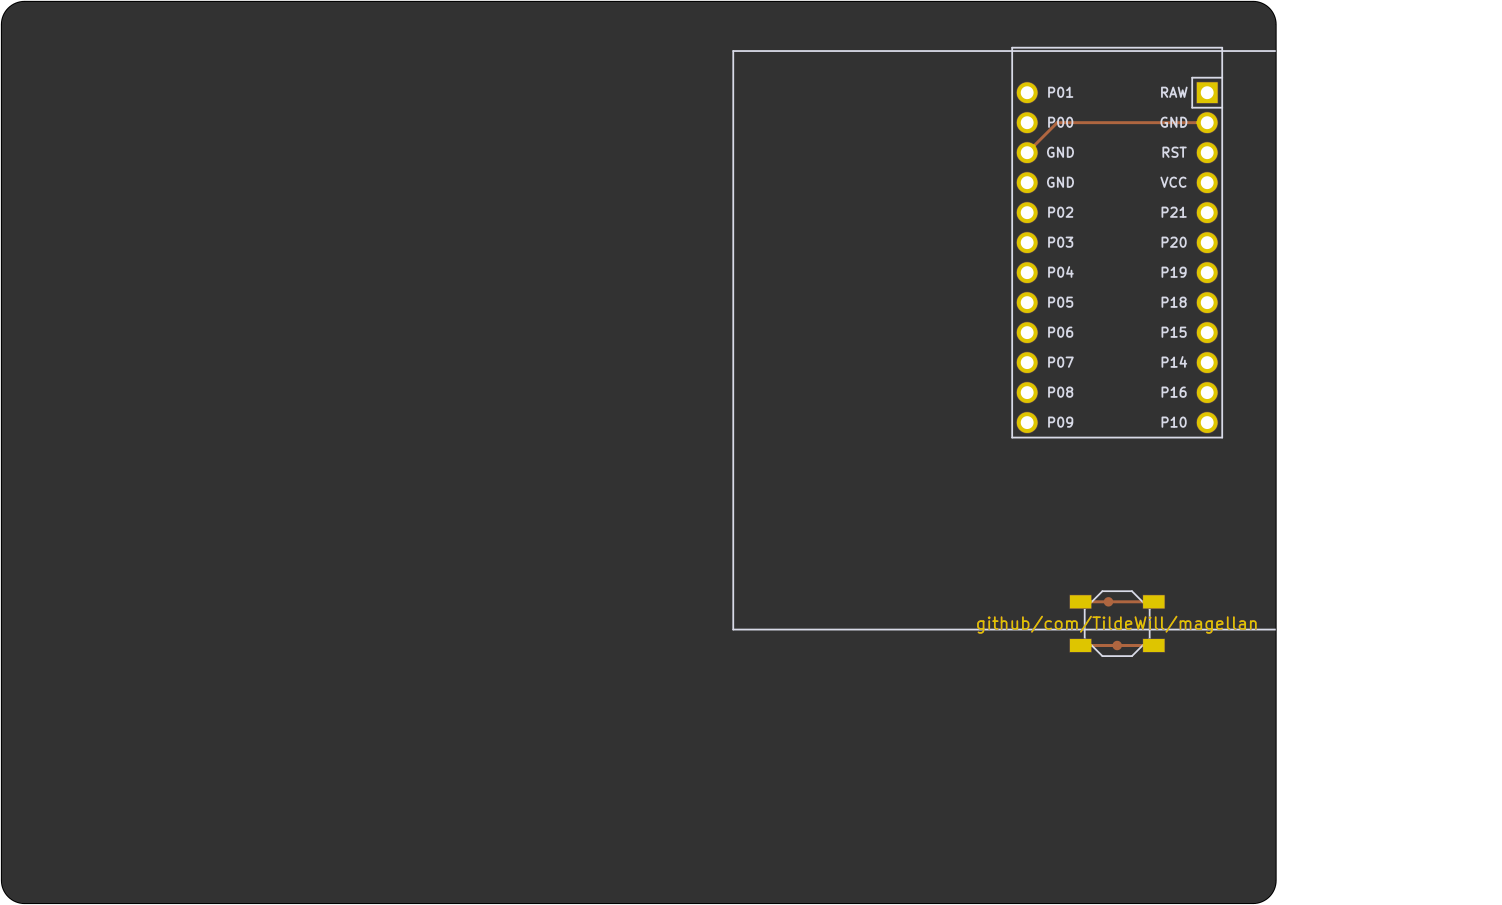 P01 RAW
P00 GND
GND RST
GND VCC
P02 P21
P03 P20
P04 P19
P05 P18
P06 P15
P07 P14
P08 P16
P09 P10
github/com/TildeWill/magellan